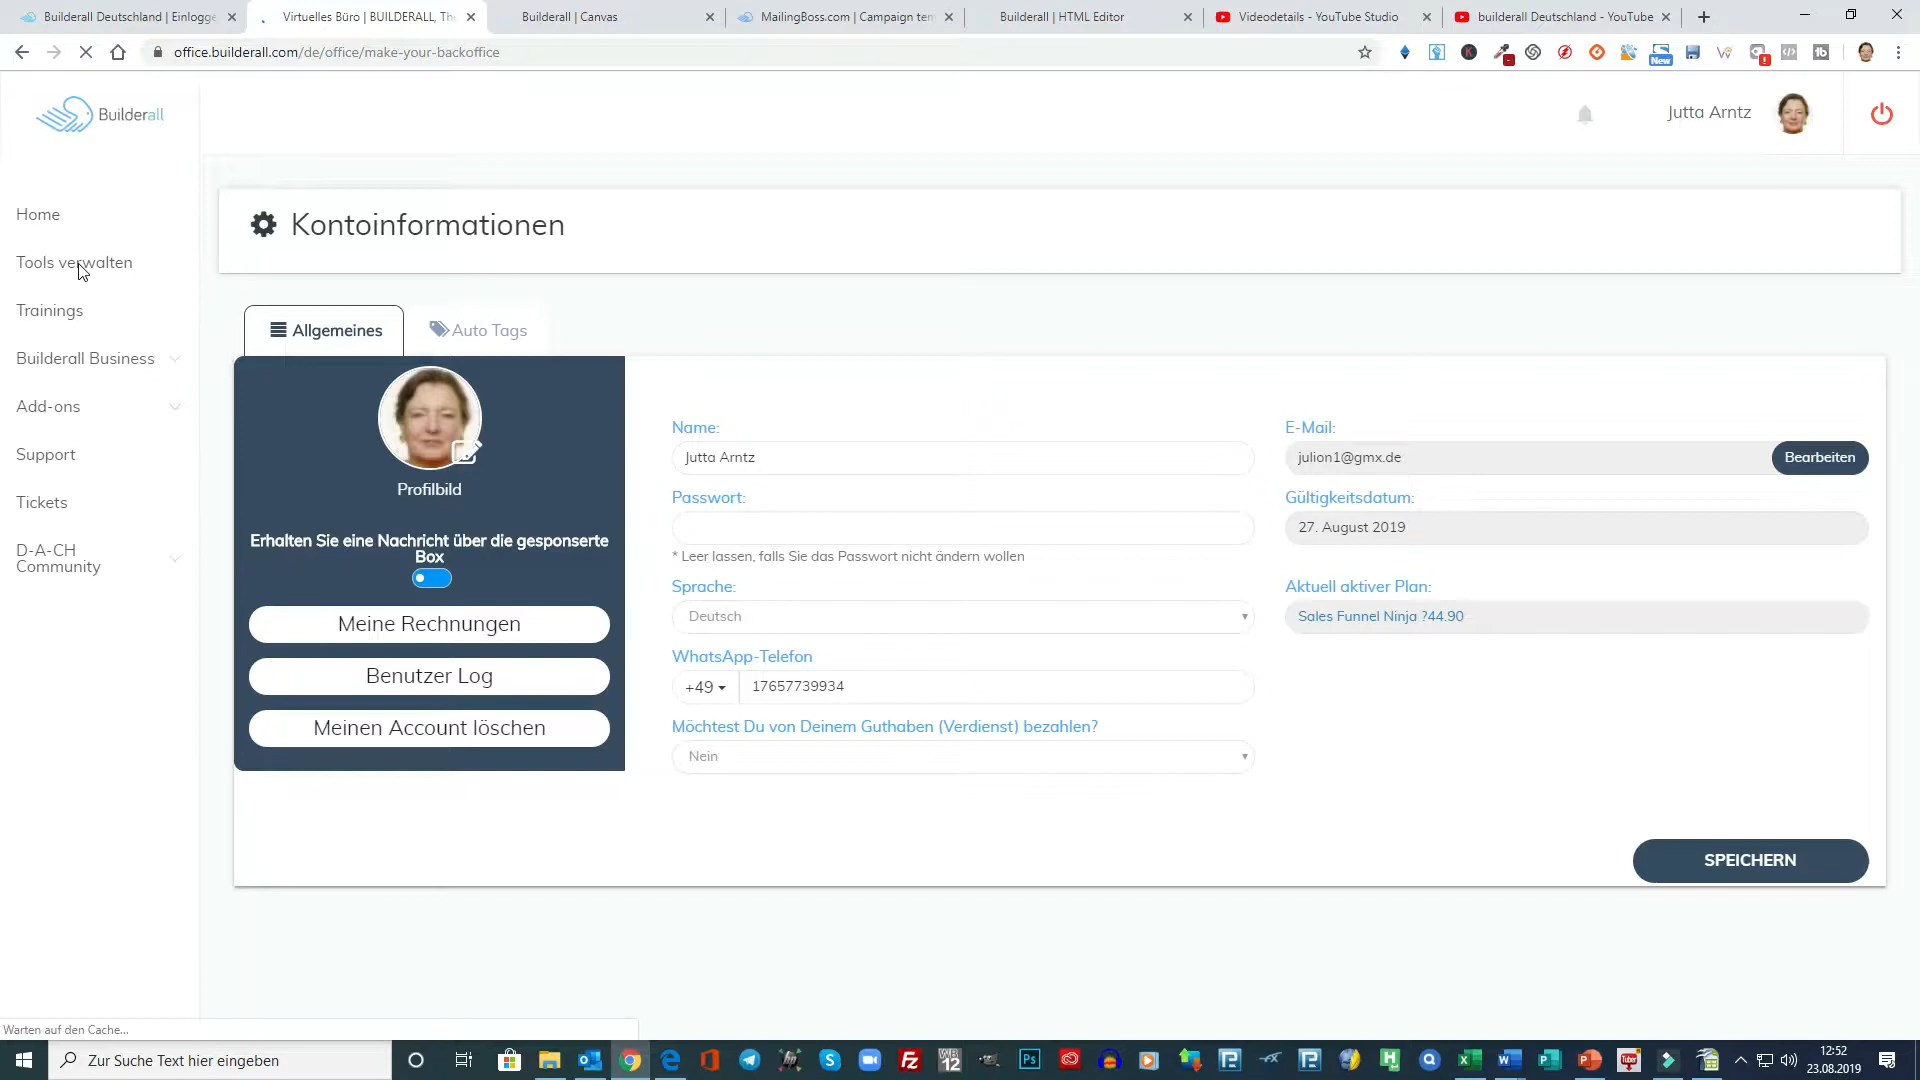 Builderall Deutschland | Einlogge
Virtuelles Büro | BUILDERALL, Th
Builderall | Canvas
MailingBoss.com | Campaign tem
Builderall | HTML Editor
Videodetails - YouTube Studio
builderall Deutschland - YouTube
office.builderall.com/de/office/make-your-backoffice
New
Builderall
Jutta Arntz
Home
Tools verwalten
Trainings
Builderall Business
Add-ons
Support
Tickets
D-A-CH
Community
Kontoinformationen
Allgemeines
Auto Tags
Profilbild
Erhalten Sie eine Nachricht über die gesponserte
Box
Meine Rechnungen
Benutzer Log
Meinen Account löschen
Name:
Jutta Arntz
Passwort:
* Leer lassen, falls Sie das Passwort nicht ändern wollen
Sprache:
Deutsch
WhatsApp-Telefon
+49
17657739934
Möchtest Du von Deinem Guthaben (Verdienst) bezahlen?
Nein
E-Mail:
julion1@gmx.de
Bearbeiten
Gültigkeitsdatum:
27. August 2019
Aktuell aktiver Plan:
Sales Funnel Ninja ?44.90
SPEICHERN
Warten auf den Cache...
Zur Suche Text hier eingeben
12:52
23.08.2019